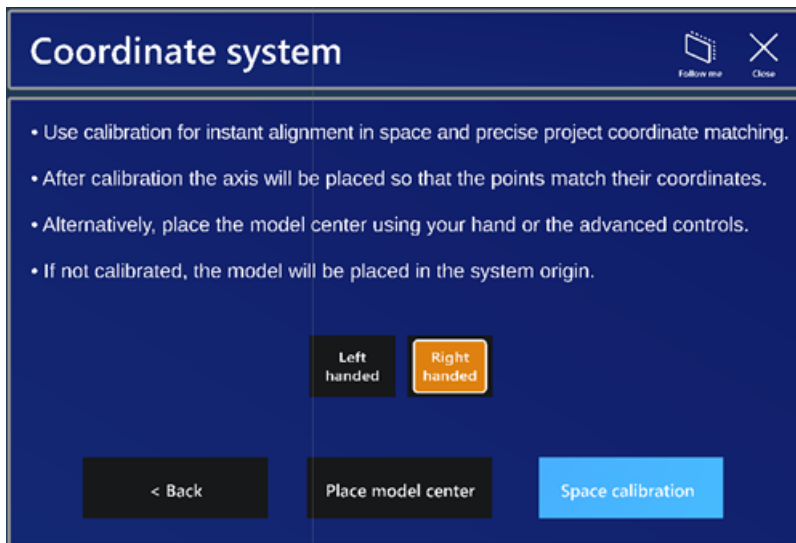 Coordinate system
Follow me
Close
• Use calibration for instant alignment in space and precise project coordinate matching.
• After calibration the axis will be placed so that the points match their coordinates.
• Alternatively, place the model center using your hand or the advanced controls.
• If not calibrated, the model will be placed in the system origin.
Left
handed
Right
handed
< Back
Place model center
Space calibration